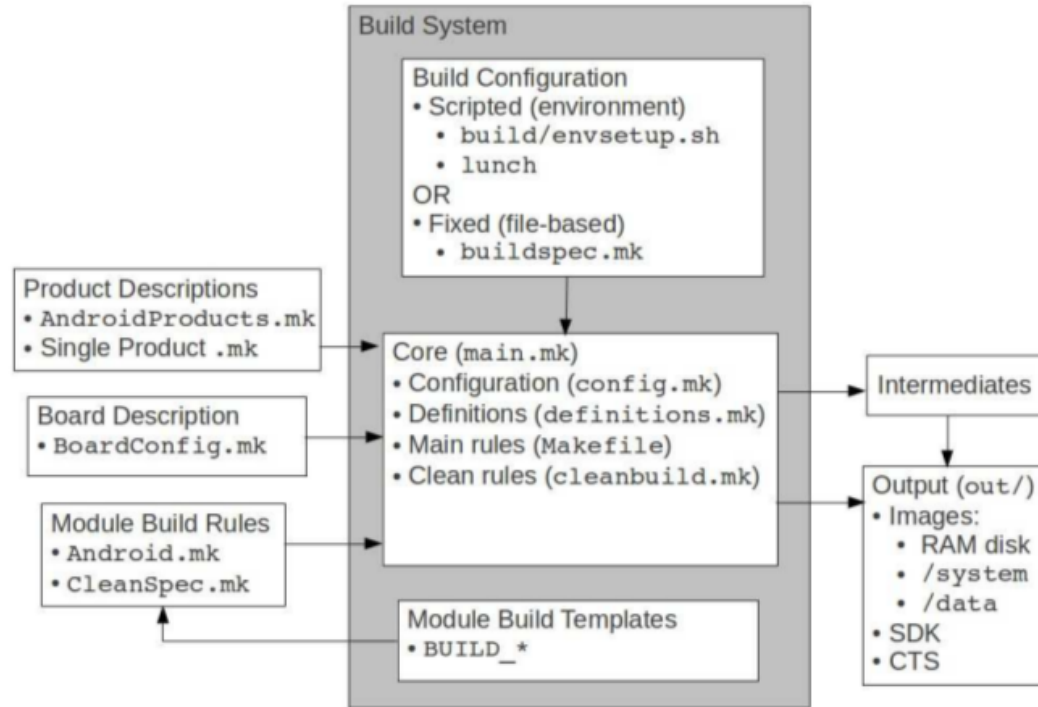 Build System
Build Configuration
• Scripted (environment)
• build/envsetup.sh
• lunch
OR
• Fixed (file-based)
• buildspec.mk
Product Descriptions
• AndroidProducts.mk
• Single Product .mk
Board Description
• BoardConfig.mk
Module Build Rules
• Android.mk
• CleanSpec.mk
Core (main.mk)
• Configuration (config.mk)
• Definitions (definitions.mk)
• Main rules (Makefile)
• Clean rules (cleanbuild.mk)
Module Build Templates
• BUILD_*
Intermediates
Output (out/)
• Images:
• RAM disk
• /system
• /data
• SDK
• CTS